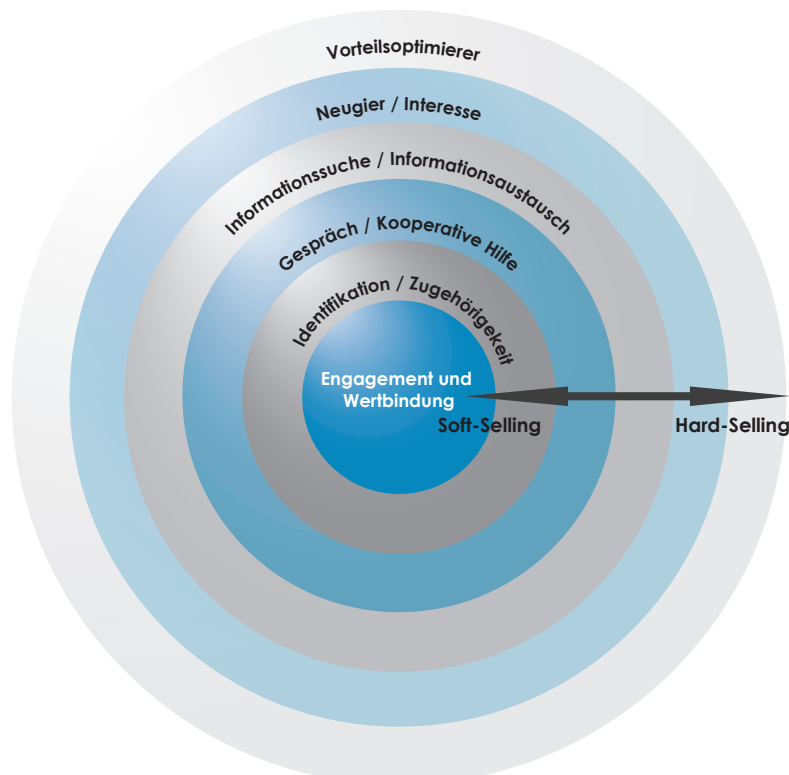 Vorteilsoptimierer
Neugier / Interesse
Informationssuche / Informationsaustausch
Gespräch / Kooperative Hilfe
Identifikation / Zugehörigekeit
Engagement und
Wertbindung
Soft-Selling
Hard-Selling